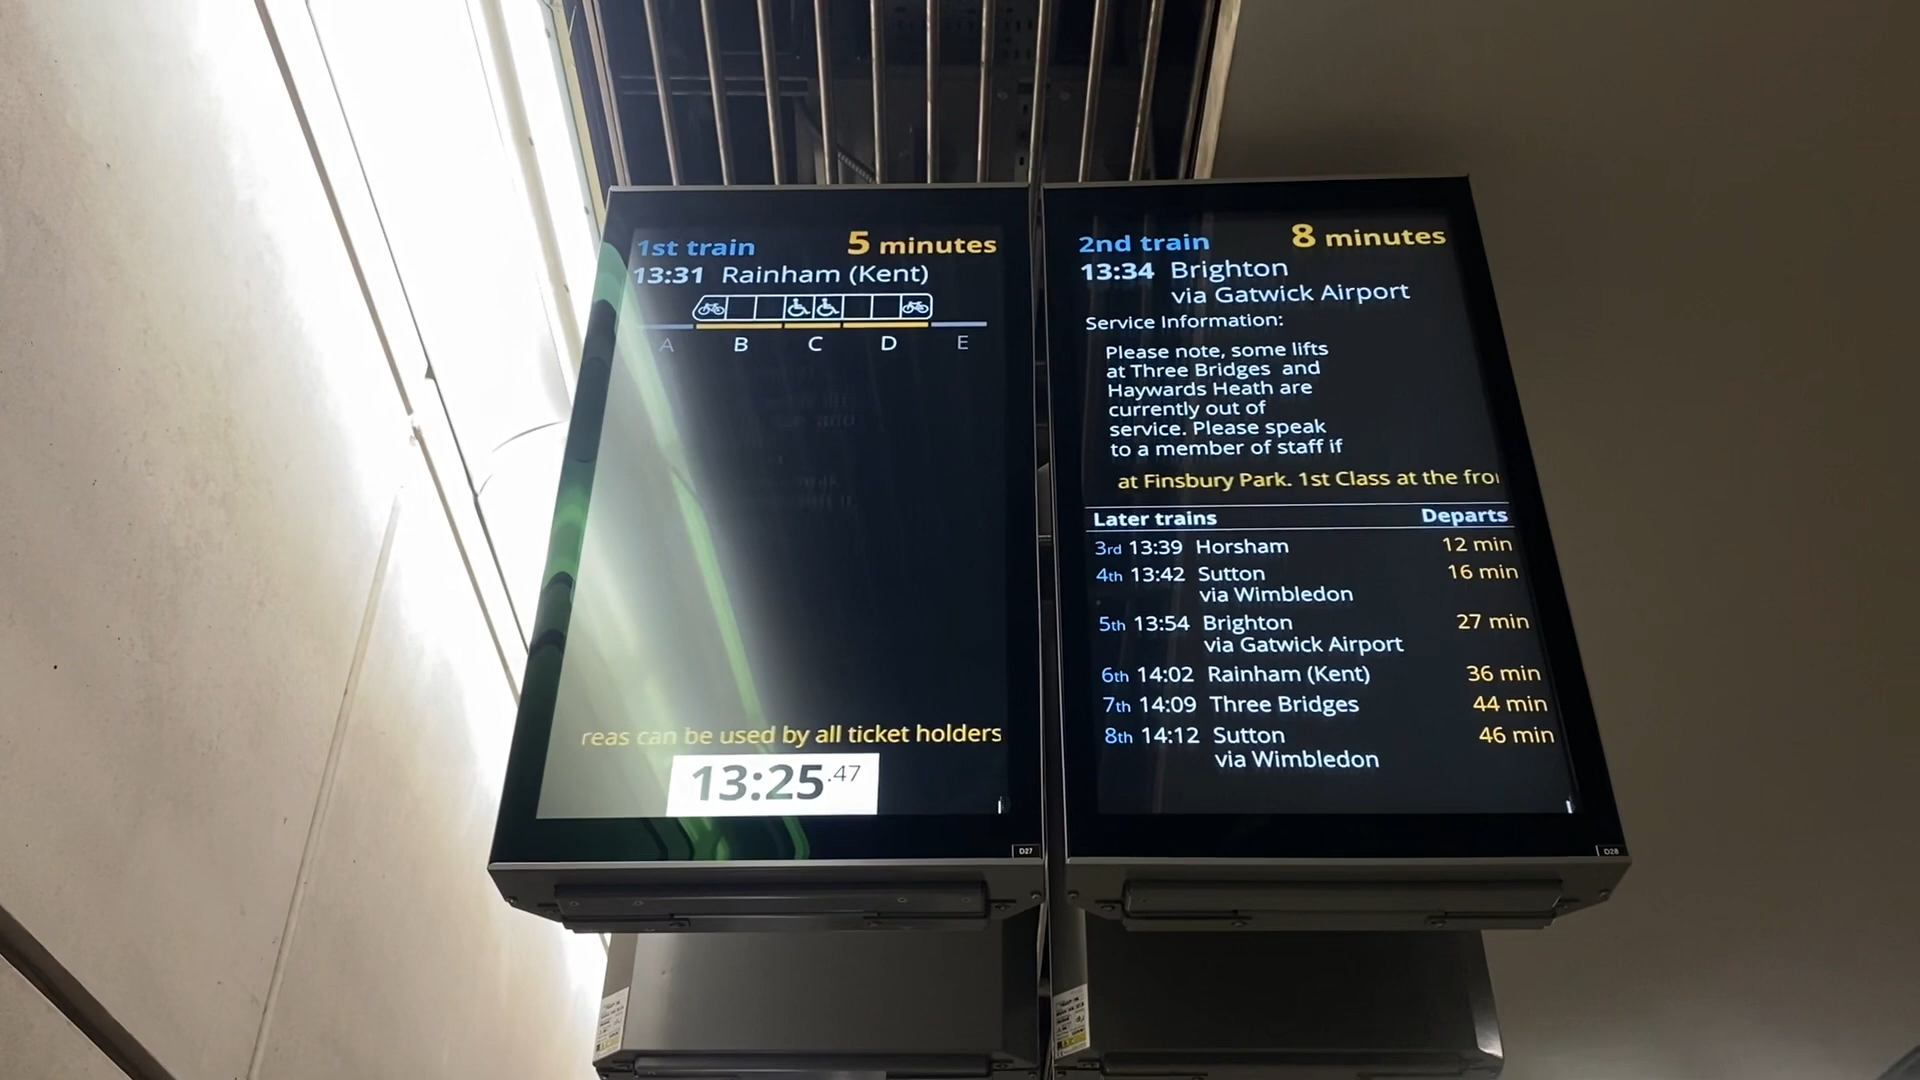 1st train 5 minutes
13:31 Rainham (Kent)
A B C D E
reas can be used by all ticket holders
13:25.47
D27
2nd train 8 minutes
13:34 Brighton
via Gatwick Airport
Service Information:
Please note, some lifts
at Three Bridges and
Haywards Heath are
currently out of
service. Please speak
to a member of staff if
at Finsbury Park. 1st Class at the fro
Later trains Departs
3rd 13:39 Horsham 12 min
4th 13:42 Sutton 16 min
via Wimbledon
5th 13:54 Brighton 27 min
via Gatwick Airport
6th 14:02 Rainham (Kent) 36 min
7th 14:09 Three Bridges 44 min
8th 14:12 Sutton 46 min
via Wimbledon
D28